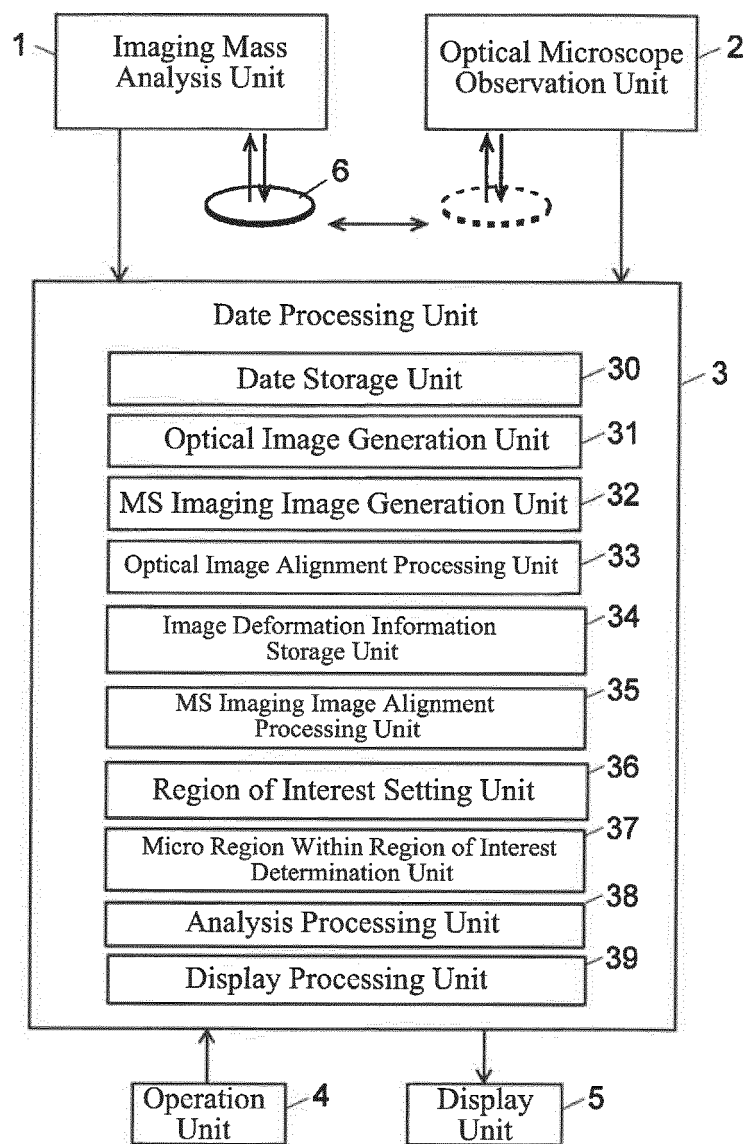 1
Imaging Mass
Analysis Unit
Optical Microscope
Observation Unit
2
6
Date Processing Unit
3
Date Storage Unit
30
Optical Image Generation Unit
31
MS Imaging Image Generation Unit
32
Optical Image Alignment Processing Unit
33
Image Deformation Information
Storage Unit
34
MS Imaging Image Alignment
Processing Unit
35
Region of Interest Setting Unit
36
Micro Region Within Region of Interest
Determination Unit
37
Analysis Processing Unit
38
Display Processing Unit
39
Operation
Unit
4
Display
Unit
5